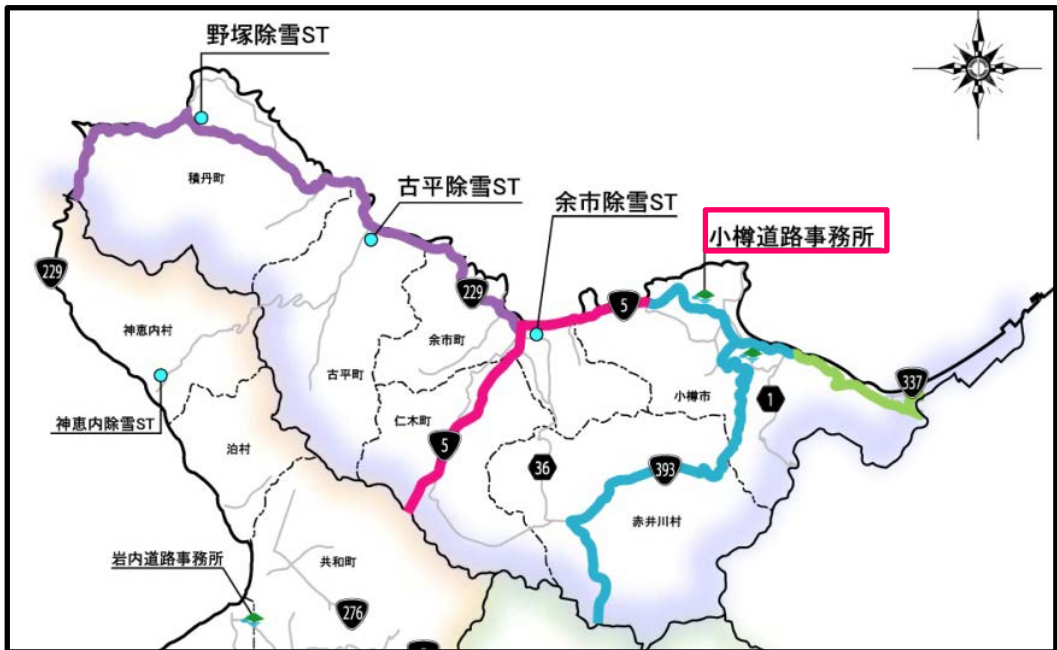 野塚除雪ST
積丹町
古平除雪ST
余市除雪ST
小樽道路事務所
229
神恵内村
229
5
余市町
古平町
337
小樽市
1
仁木町
神恵内除雪ST
泊村
5
36
393
赤井川村
岩内道路事務所
共和町
276